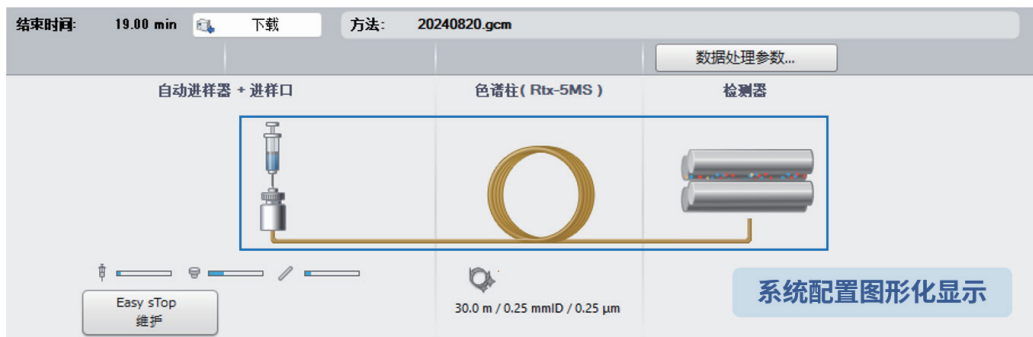 结束时间: 19.00 min 下载 方法: 20240820.gcm
数据处理参数...
自动进样器 + 进样口 色谱柱( Rtx-5MS ) 检测器
30.0 m / 0.25 mmID / 0.25 μm
Easy sTop
维护
系统配置图形化显示